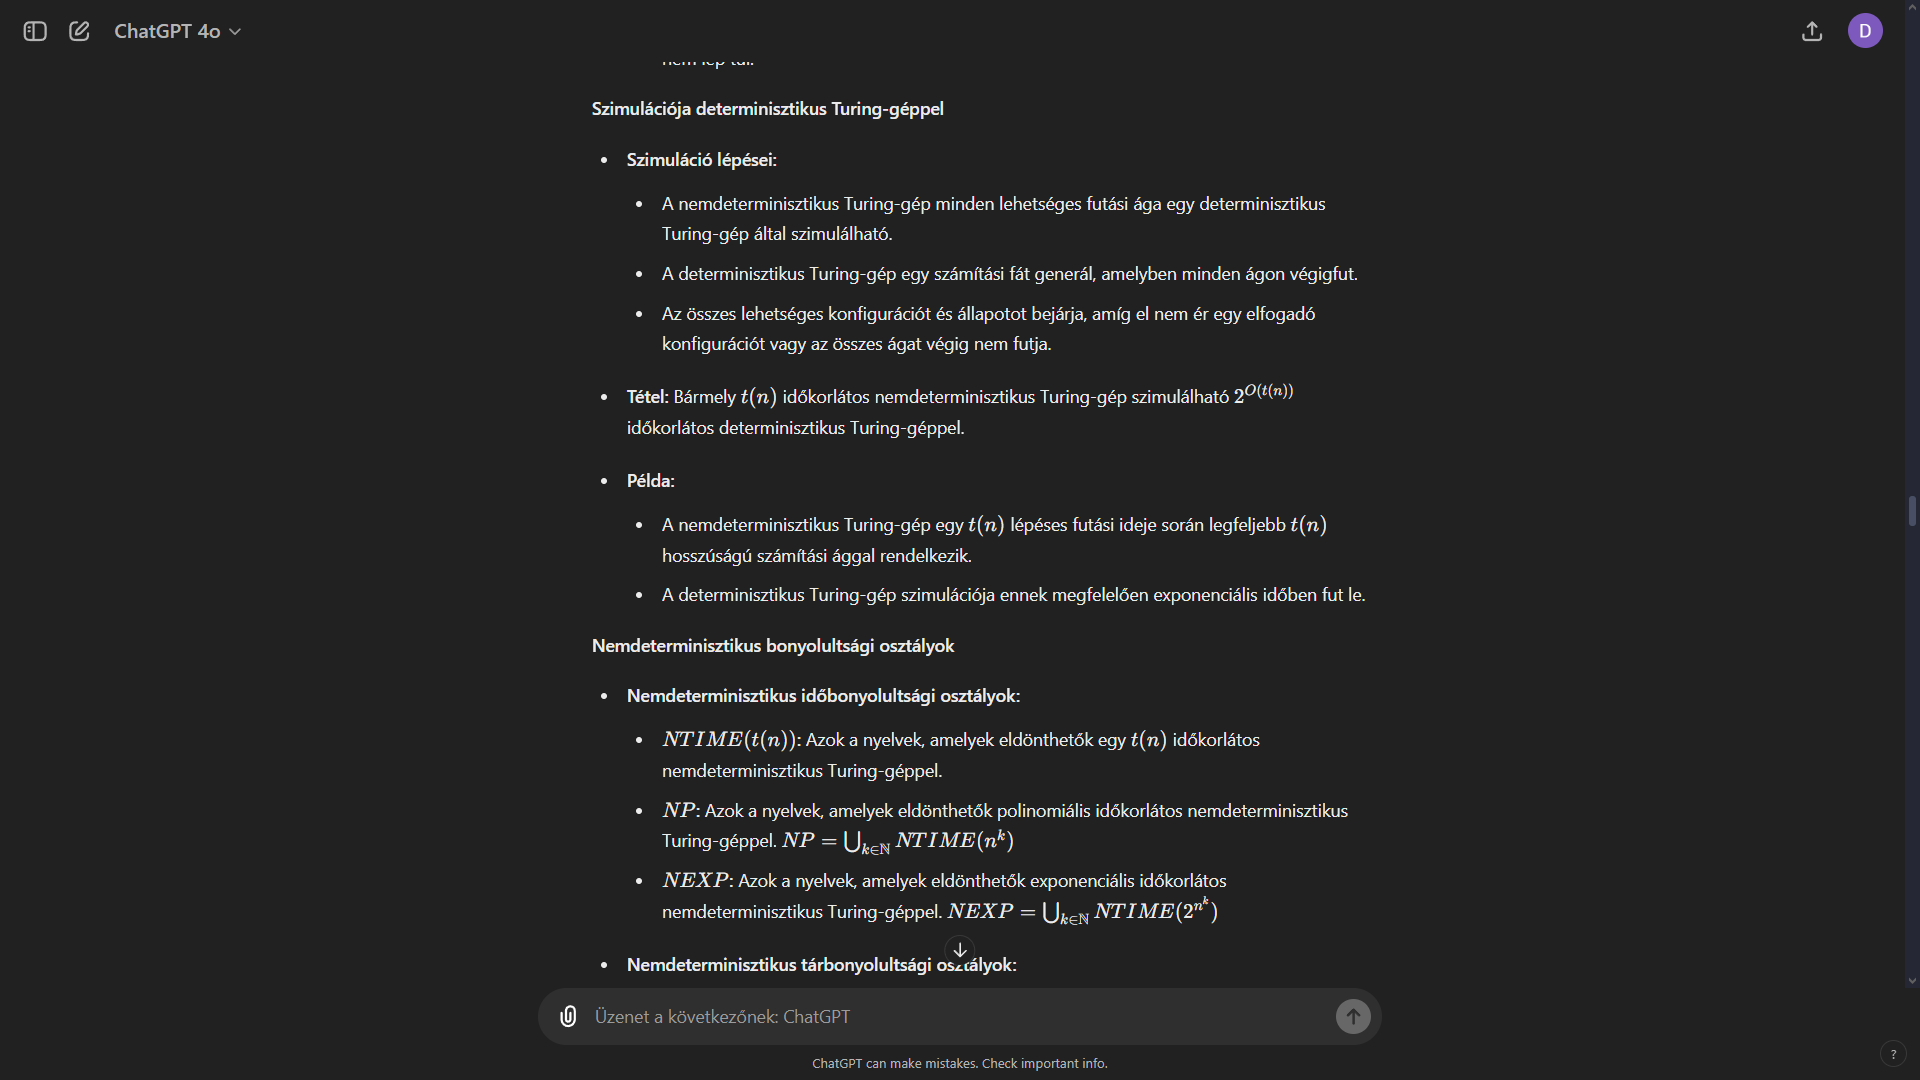 ChatGPT 4o
D
nem lép túl.
Szimulációja determinisztikus Turing-géppel
• Szimuláció lépései:
• A nemdeterminisztikus Turing-gép minden lehetséges futási ága egy determinisztikus
Turing-gép által szimulálható.
• A determinisztikus Turing-gép egy számítási fát generál, amelyben minden ágon végigfut.
• Az összes lehetséges konfigurációt és állapotot bejárja, amíg el nem ér egy elfogadó
konfigurációt vagy az összes ágat végig nem futja.
• Tétel: Bármely t(n) időkorlátos nemdeterminisztikus Turing-gép szimulálható 2^{O(t(n))}
időkorlátos determinisztikus Turing-géppel.
• Példa:
• A nemdeterminisztikus Turing-gép egy t(n) lépéses futási ideje során legfeljebb t(n)
hosszúságú számítási ággal rendelkezik.
• A determinisztikus Turing-gép szimulációja ennek megfelelően exponenciális időben fut le.
Nemdeterminisztikus bonyolultsági osztályok
• Nemdeterminisztikus időbonyolultsági osztályok:
• NTIME(t(n)): Azok a nyelvek, amelyek eldönthetők egy t(n) időkorlátos
nemdeterminisztikus Turing-géppel.
• NP: Azok a nyelvek, amelyek eldönthetők polinomiális időkorlátos nemdeterminisztikus
Turing-géppel. NP = ⋃_{k∈ℕ} NTIME(n^k)
• NEXP: Azok a nyelvek, amelyek eldönthetők exponenciális időkorlátos
nemdeterminisztikus Turing-géppel. NEXP = ⋃_{k∈ℕ} NTIME(2^{n^k})
• Nemdeterminisztikus tárbonyolultsági osztályok:
Üzenet a következőnek: ChatGPT
ChatGPT can make mistakes. Check important info.
?